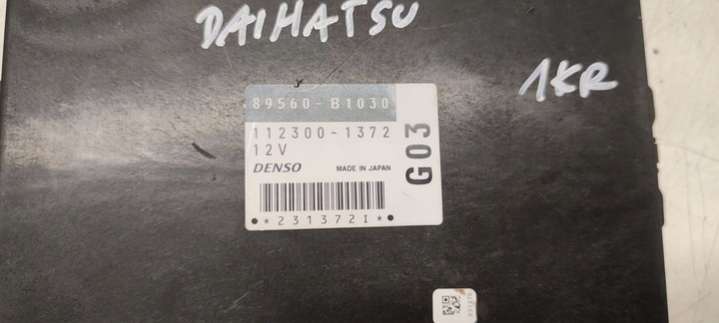 DAIHATSU
1KR
89560-B1030
112300-1372
12V
G03
DENSO MADE IN JAPAN
*2313721*